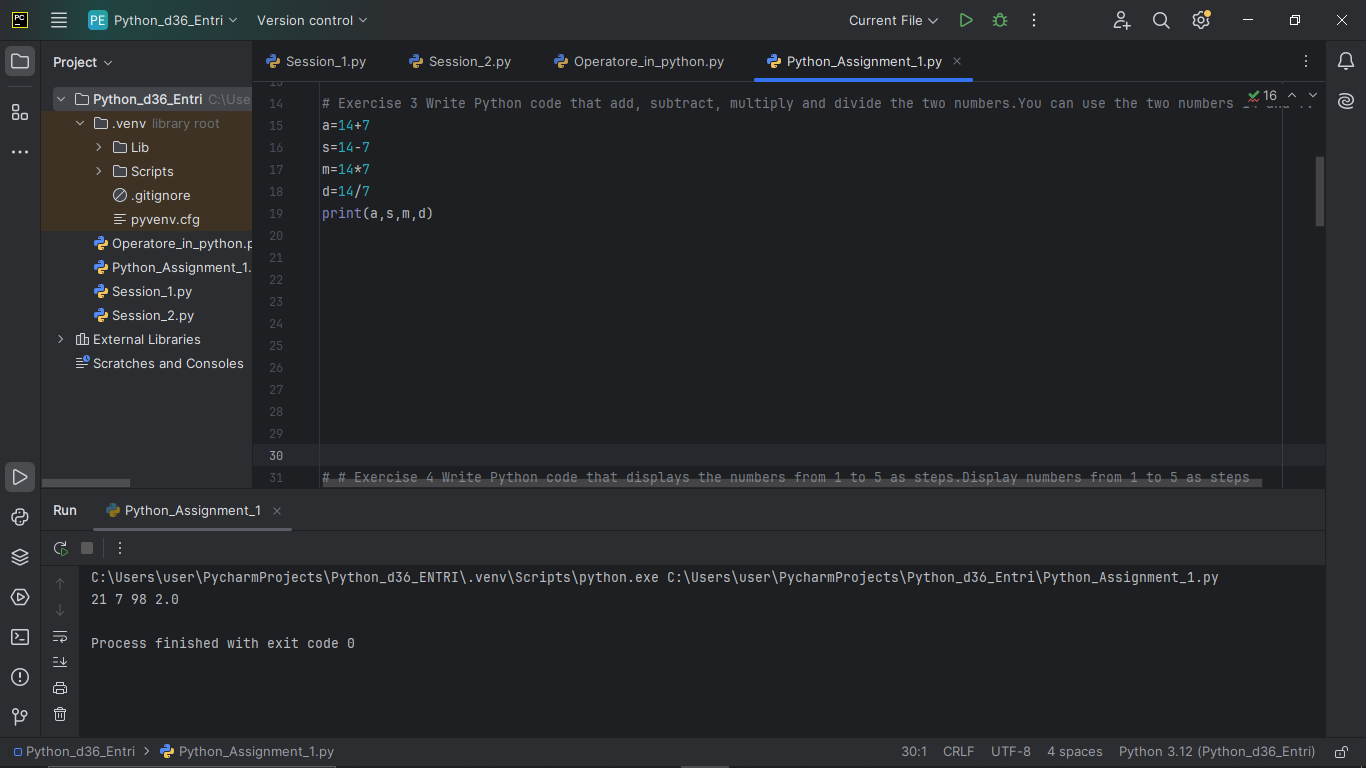 PC
PE Python_d36_Entri Version control Current File
Project
Session_1.py Session_2.py Operatore_in_python.py Python_Assignment_1.py
Python_d36_Entri C:\Use
.venv library root
Lib
Scripts
.gitignore
pyvenv.cfg
Operatore_in_python.p
Python_Assignment_1.
Session_1.py
Session_2.py
External Libraries
Scratches and Consoles
16
14 # Exercise 3 Write Python code that add, subtract, multiply and divide the two numbers.You can use the two numbers
15 a=14+7
16 s=14-7
17 m=14*7
18 d=14/7
19 print(a,s,m,d)
20
21
22
23
24
25
26
27
28
29
30
31 # # Exercise 4 Write Python code that displays the numbers from 1 to 5 as steps.Display numbers from 1 to 5 as steps
Run Python_Assignment_1
C:\Users\user\PycharmProjects\Python_d36_ENTRI\.venv\Scripts\python.exe C:\Users\user\PycharmProjects\Python_d36_Entri\Python_Assignment_1.py
21 7 98 2.0
Process finished with exit code 0
Python_d36_Entri Python_Assignment_1.py 30:1 CRLF UTF-8 4 spaces Python 3.12 (Python_d36_Entri)